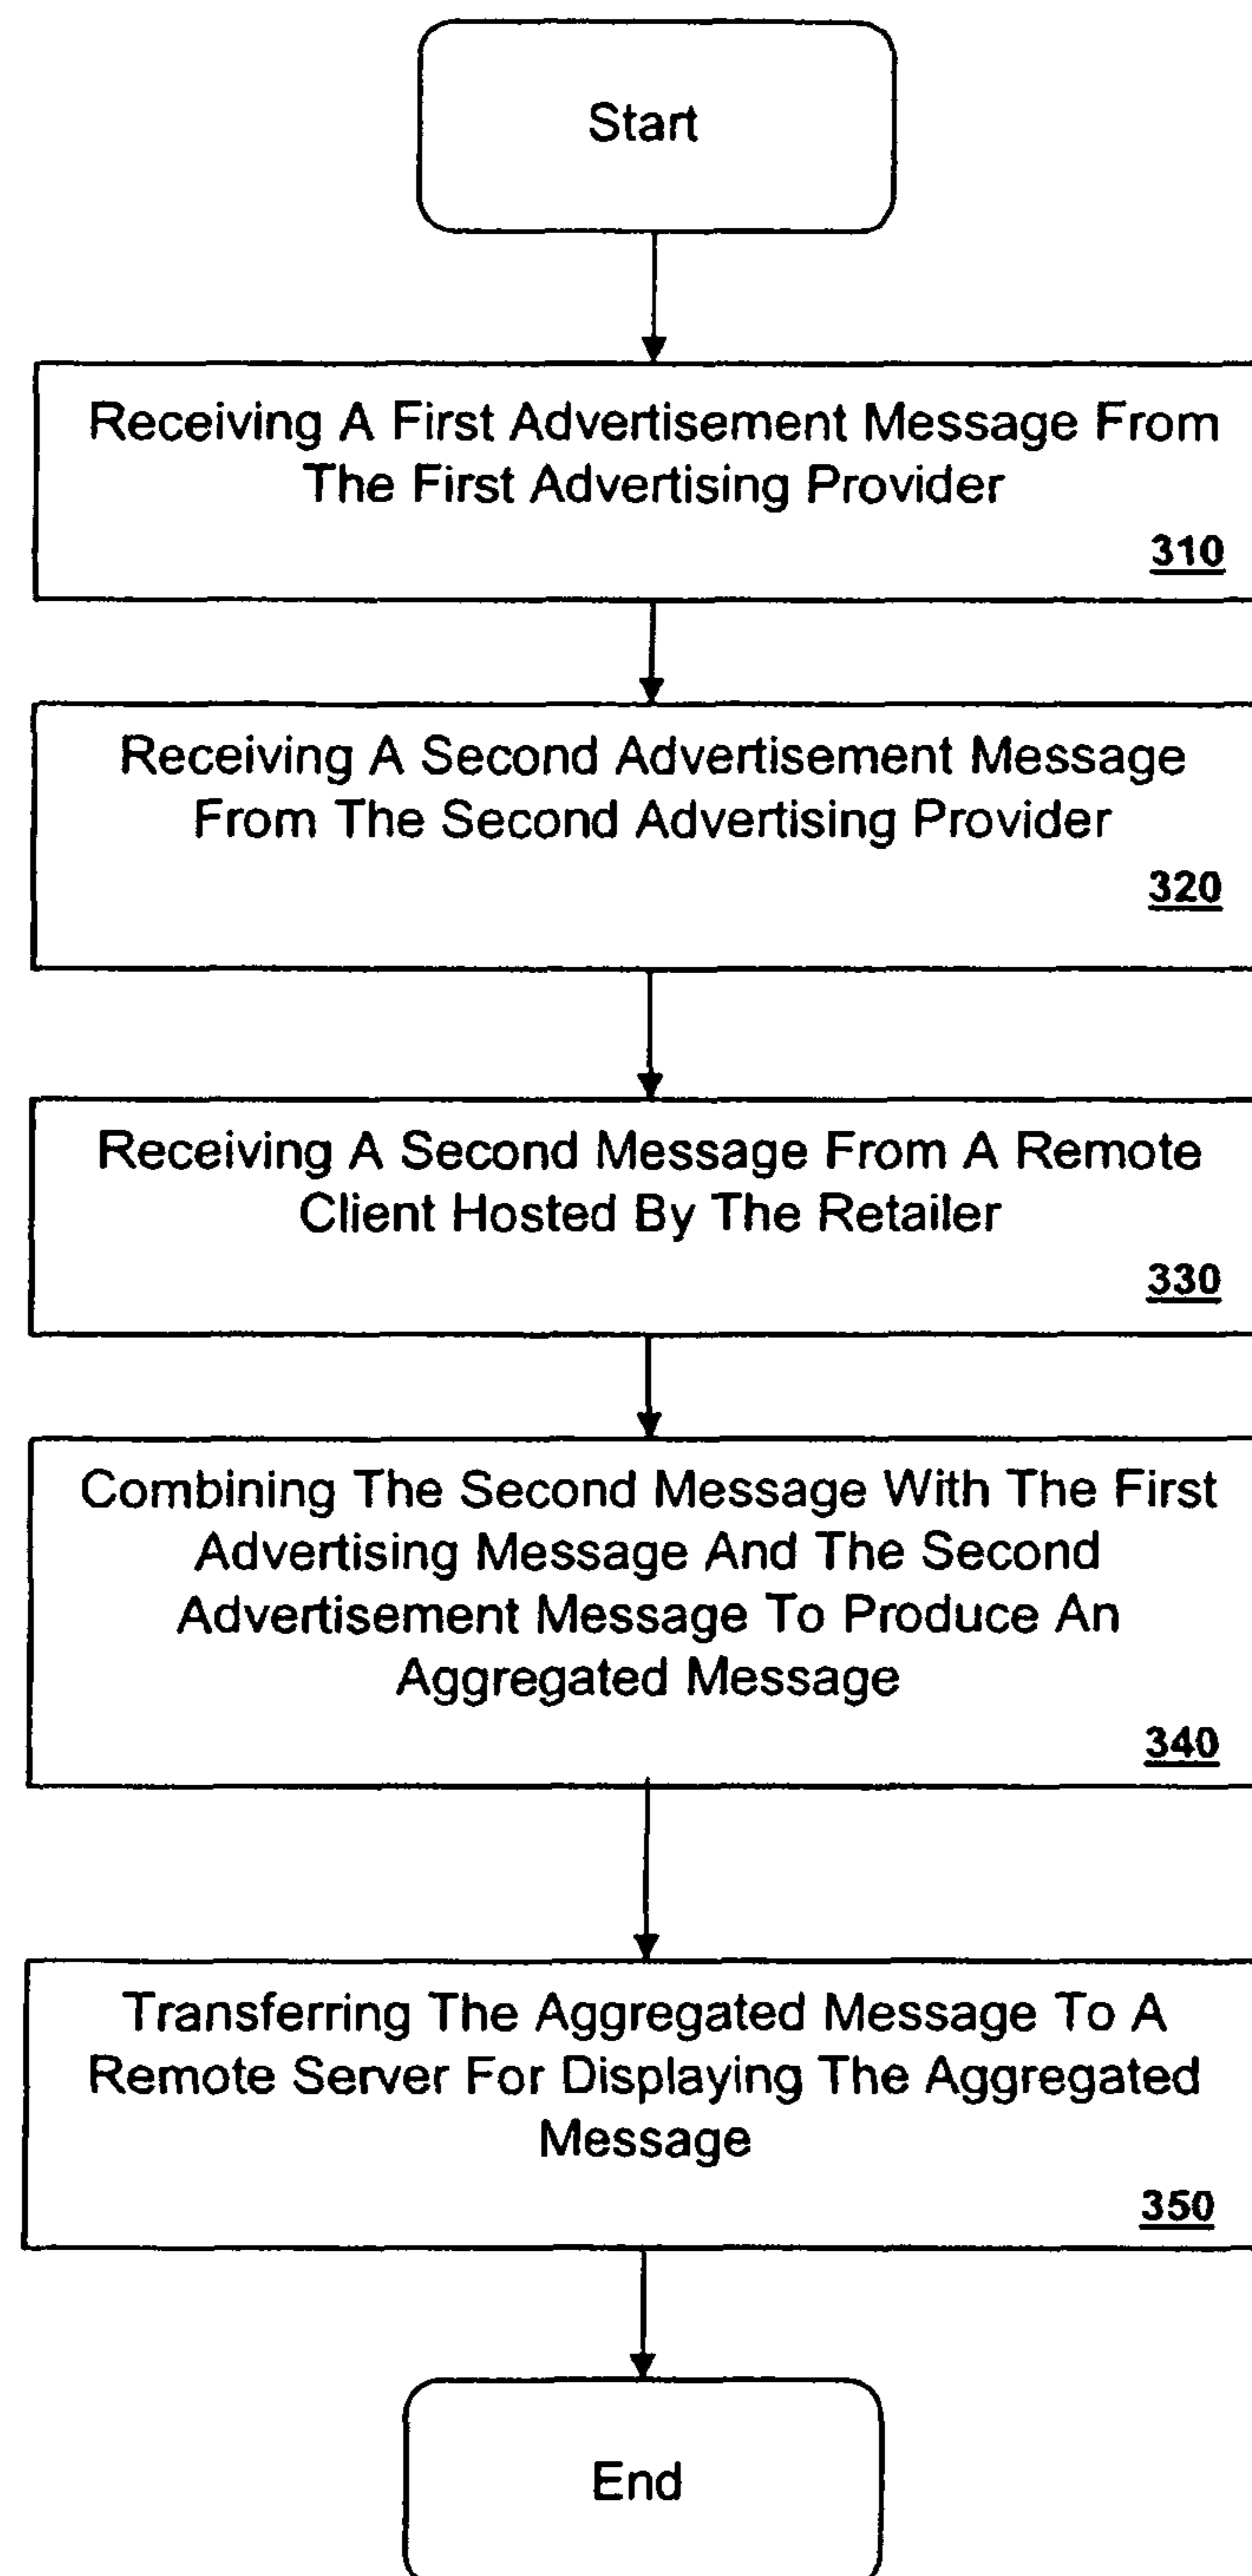 Start
Receiving A First Advertisement Message From
The First Advertising Provider
310
Receiving A Second Advertisement Message
From The Second Advertising Provider
320
Receiving A Second Message From A Remote
Client Hosted By The Retailer
330
Combining The Second Message With The First
Advertising Message And The Second
Advertisement Message To Produce An
Aggregated Message
340
Transferring The Aggregated Message To A
Remote Server For Displaying The Aggregated
Message
350
End